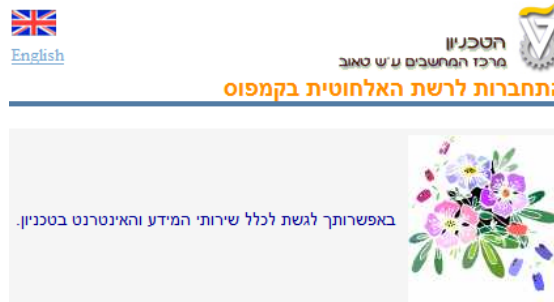 English
הטכניון
מרכז המחשבים ע״ש טאוב
התחברות לרשת האלחוטית בקמפוס
באפשרותך לגשת לכלל שירותי המידע והאינטרנט בטכניון.